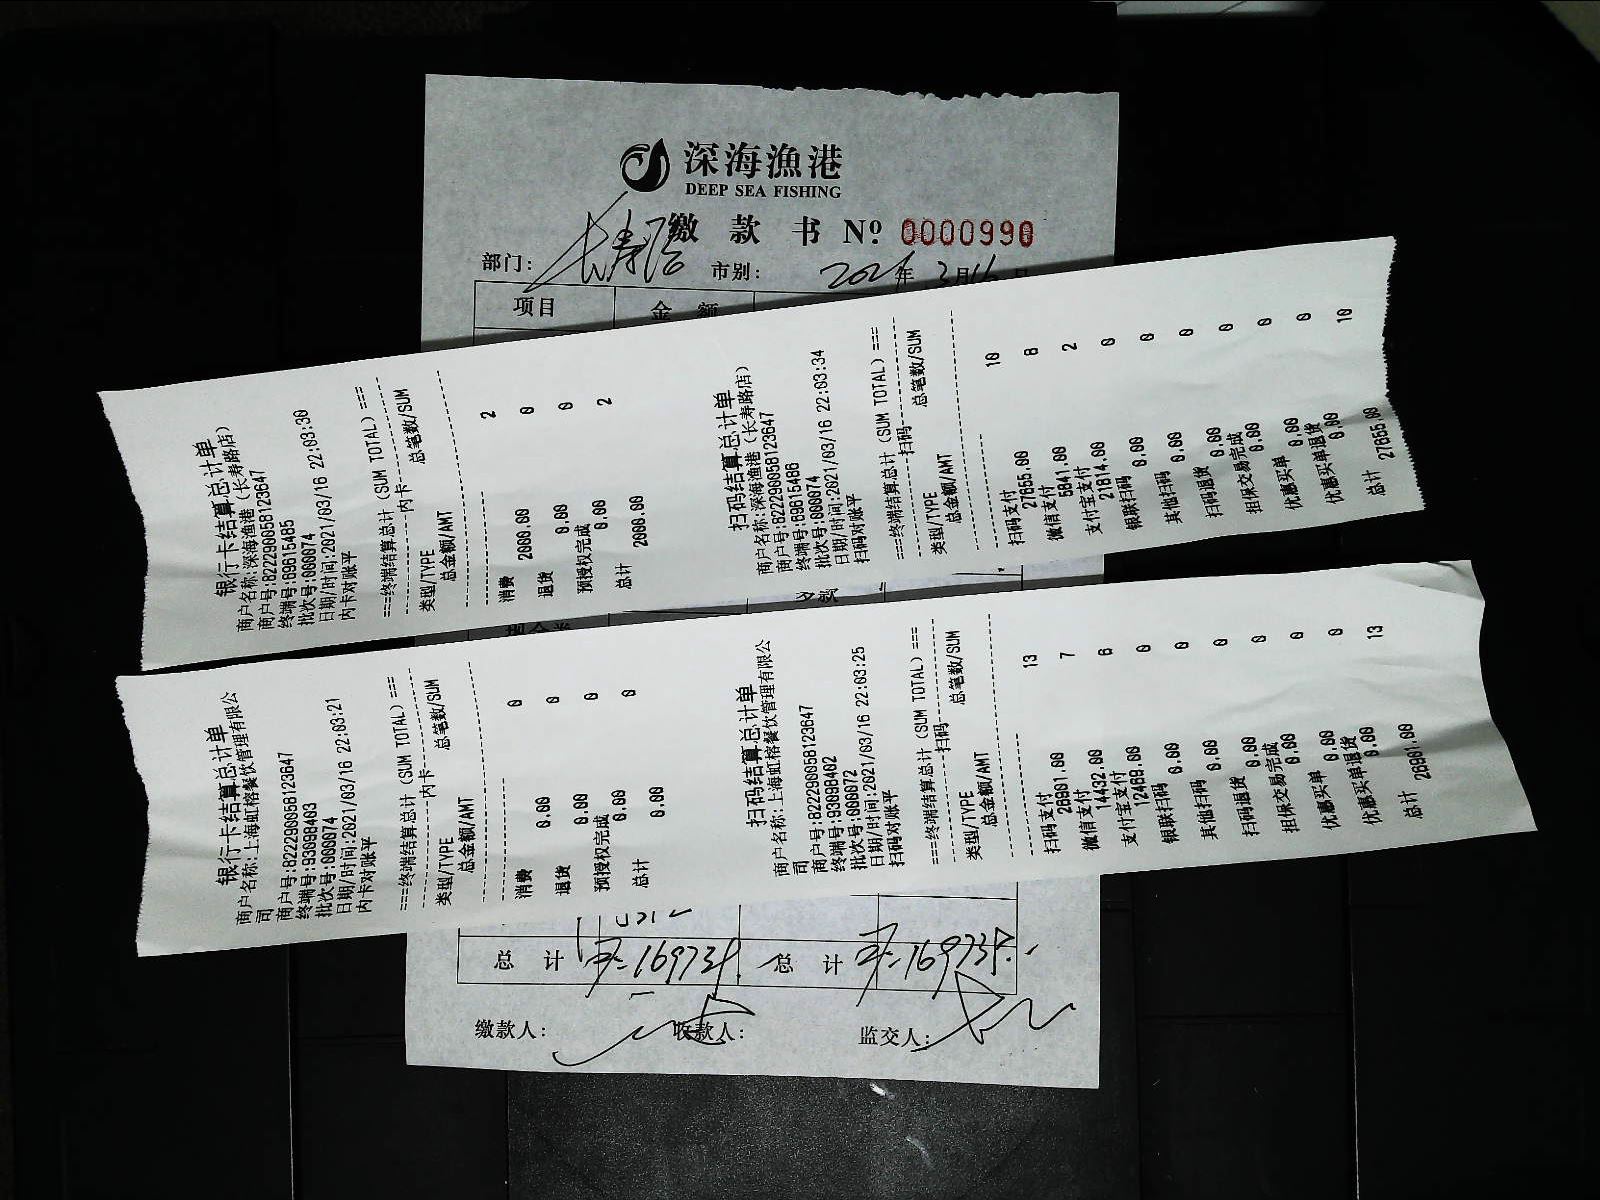 深海漁港
DEEP SEA FISHING
缴 款 书 Nº 0000990
部门: 长寿路 市别: 2021年 3月16日
项目 金 额
银行卡结算总计单
商户名称:深海渔港(长寿路店)
商户号:822290058123647
终端号:69615485
批次号:000074
日期/时间:2021/03/16 22:03:30
内卡对账平
===终端结算总计(SUM TOTAL)===
内卡
类型/TYPE 总笔数/SUM
总金额/AMT
消费 2
2000.00
退货 0
0.00
预授权完成 0
0.00
总计 2
2000.00
扫码结算总计单
商户名称:深海渔港(长寿路店)
商户号:822290058123647
终端号:69615486
批次号:000074
日期/时间:2021/03/16 22:03:34
扫码对账平
===终端结算总计(SUM TOTAL)===
扫码
类型/TYPE 总笔数/SUM
总金额/AMT
扫码支付 10
27655.00
微信支付 8
5841.00
支付宝支付 2
21814.00
银联扫码 0
0.00
其他扫码 0
0.00
扫码退货 0
0.00
担保交易完成 0
0.00
优惠买单 0
0.00
优惠买单退货 0
0.00
总计 10
27655.00
银行卡结算总计单
商户名称:上海虹榕餐饮管理有限公
司
商户号:822290058123647
终端号:93098403
批次号:000074
日期/时间:2021/03/16 22:03:21
内卡对账平
===终端结算总计(SUM TOTAL)===
内卡
类型/TYPE 总笔数/SUM
总金额/AMT
消费 0
0.00
退货 0
0.00
预授权完成 0
0.00
总计 0
0.00
扫码结算总计单
商户名称:上海虹榕餐饮管理有限公
司
商户号:822290058123647
终端号:93098402
批次号:000072
日期/时间:2021/03/16 22:03:25
扫码对账平
===终端结算总计(SUM TOTAL)===
扫码
类型/TYPE 总笔数/SUM
总金额/AMT
扫码支付 13
26901.00
微信支付 7
14432.00
支付宝支付 6
12469.00
银联扫码 0
0.00
其他扫码 0
0.00
扫码退货 0
0.00
担保交易完成 0
0.00
优惠买单 0
0.00
优惠买单退货 0
0.00
总计 13
26901.00
总 计 总 计
缴款人: 收款人: 监交人: